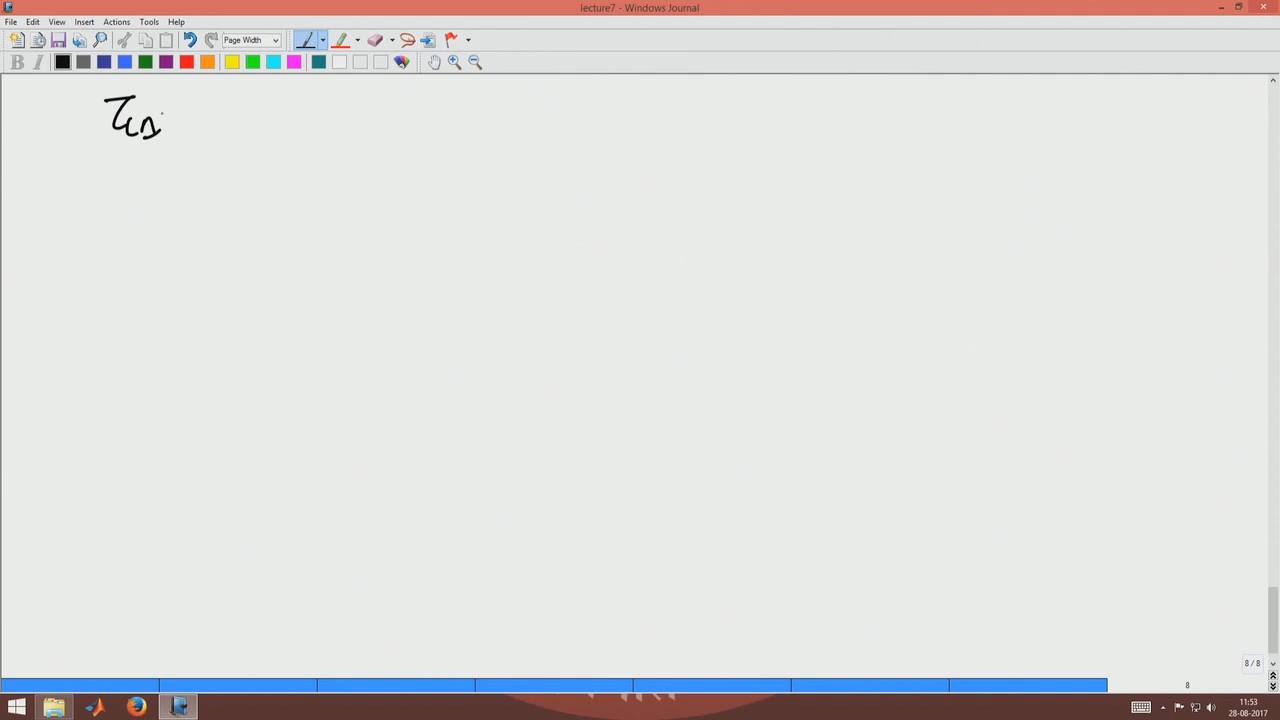 lecture7 - Windows Journal
File Edit View Insert Actions Tools Help
Page Width
B I
8 / 8
8
11:53
28-08-2017